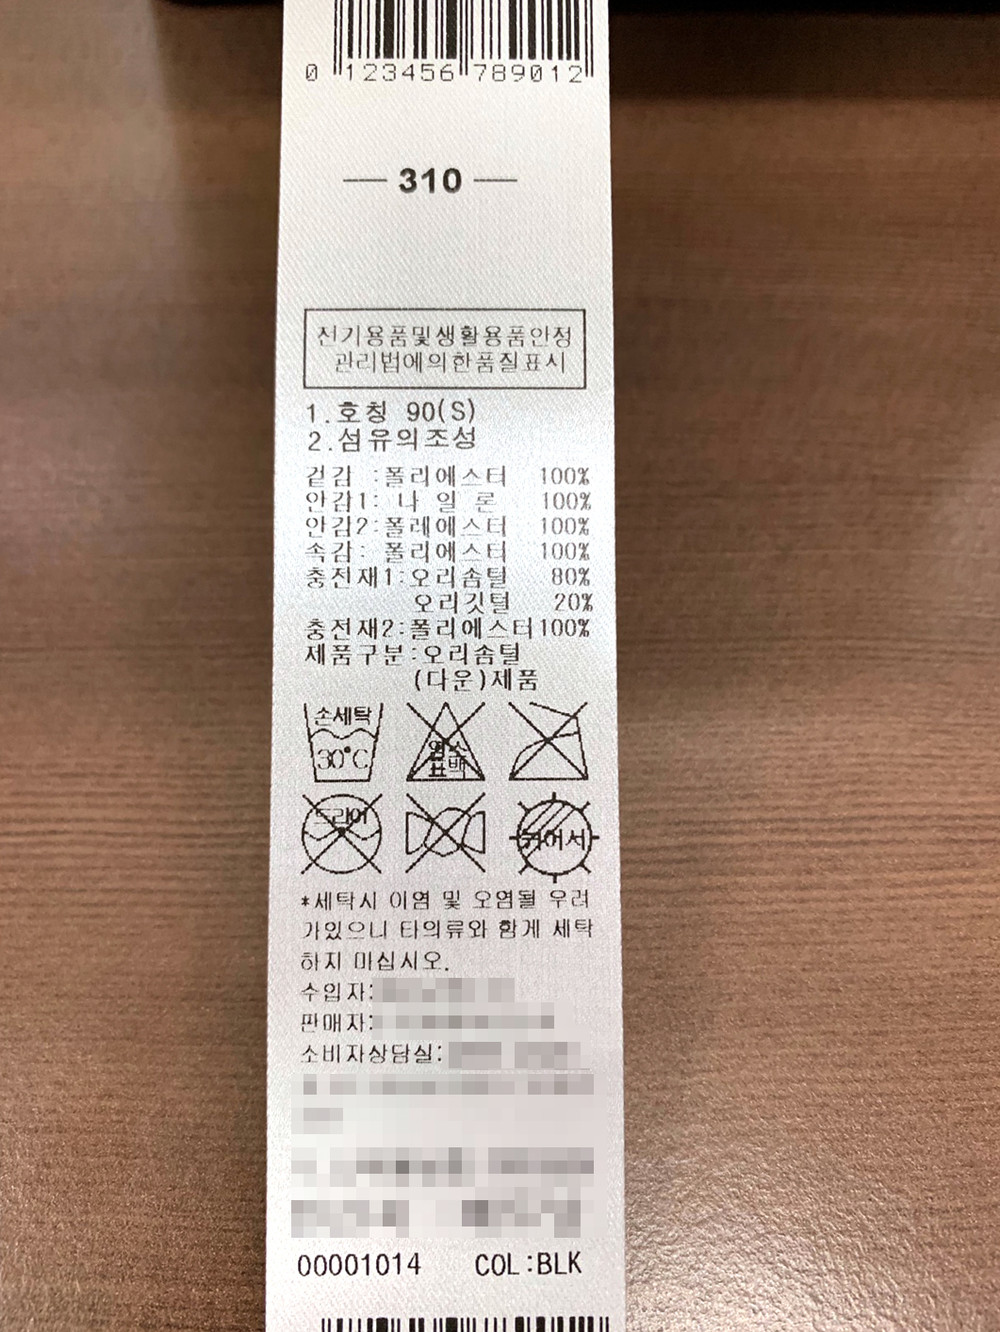 0 123456 789012
310
전기용품및생활용품안정
관리법에의한품질표시
1.호칭 90(S)
2.섬유의조성
겉감 :폴리에스터 100%
안감1: 나 일 론 100%
안감2:폴레에스터 100%
속감: 폴리에스터 100%
충전재1:오리솜털 80%
오리깃털 20%
충전재2:폴리에스터100%
제품구분:오리솜털
(다운)제품
손세탁
30°C
염소
표백
드라이
뉘어서
*세탁시 이염 및 오염될 우려
가있으니 타의류와 함게 세탁
하지 마십시오.
수입자:
판매자:
소비자상담실:
00001014 COL:BLK